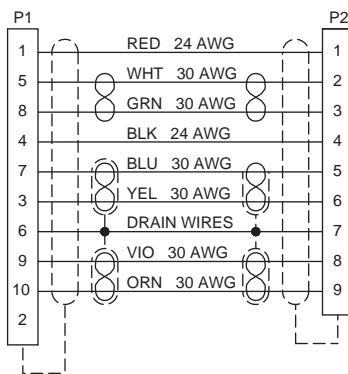 P1 P2
1 RED 24 AWG 1
5 WHT 30 AWG 2
8 GRN 30 AWG 3
4 BLK 24 AWG 4
7 BLU 30 AWG 5
3 YEL 30 AWG 6
6 DRAIN WIRES 7
9 VIO 30 AWG 8
10 ORN 30 AWG 9
2